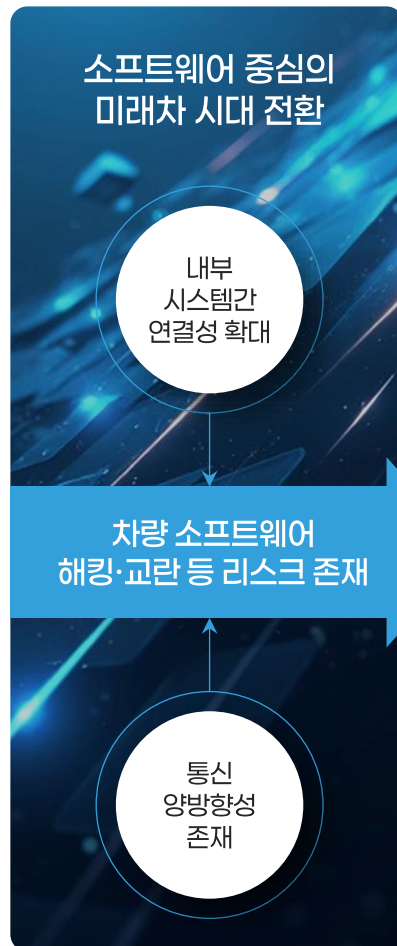 소프트웨어 중심의
미래차 시대 전환
내부
시스템간
연결성 확대
차량 소프트웨어
해킹·교란 등 리스크 존재
통신
양방향성
존재